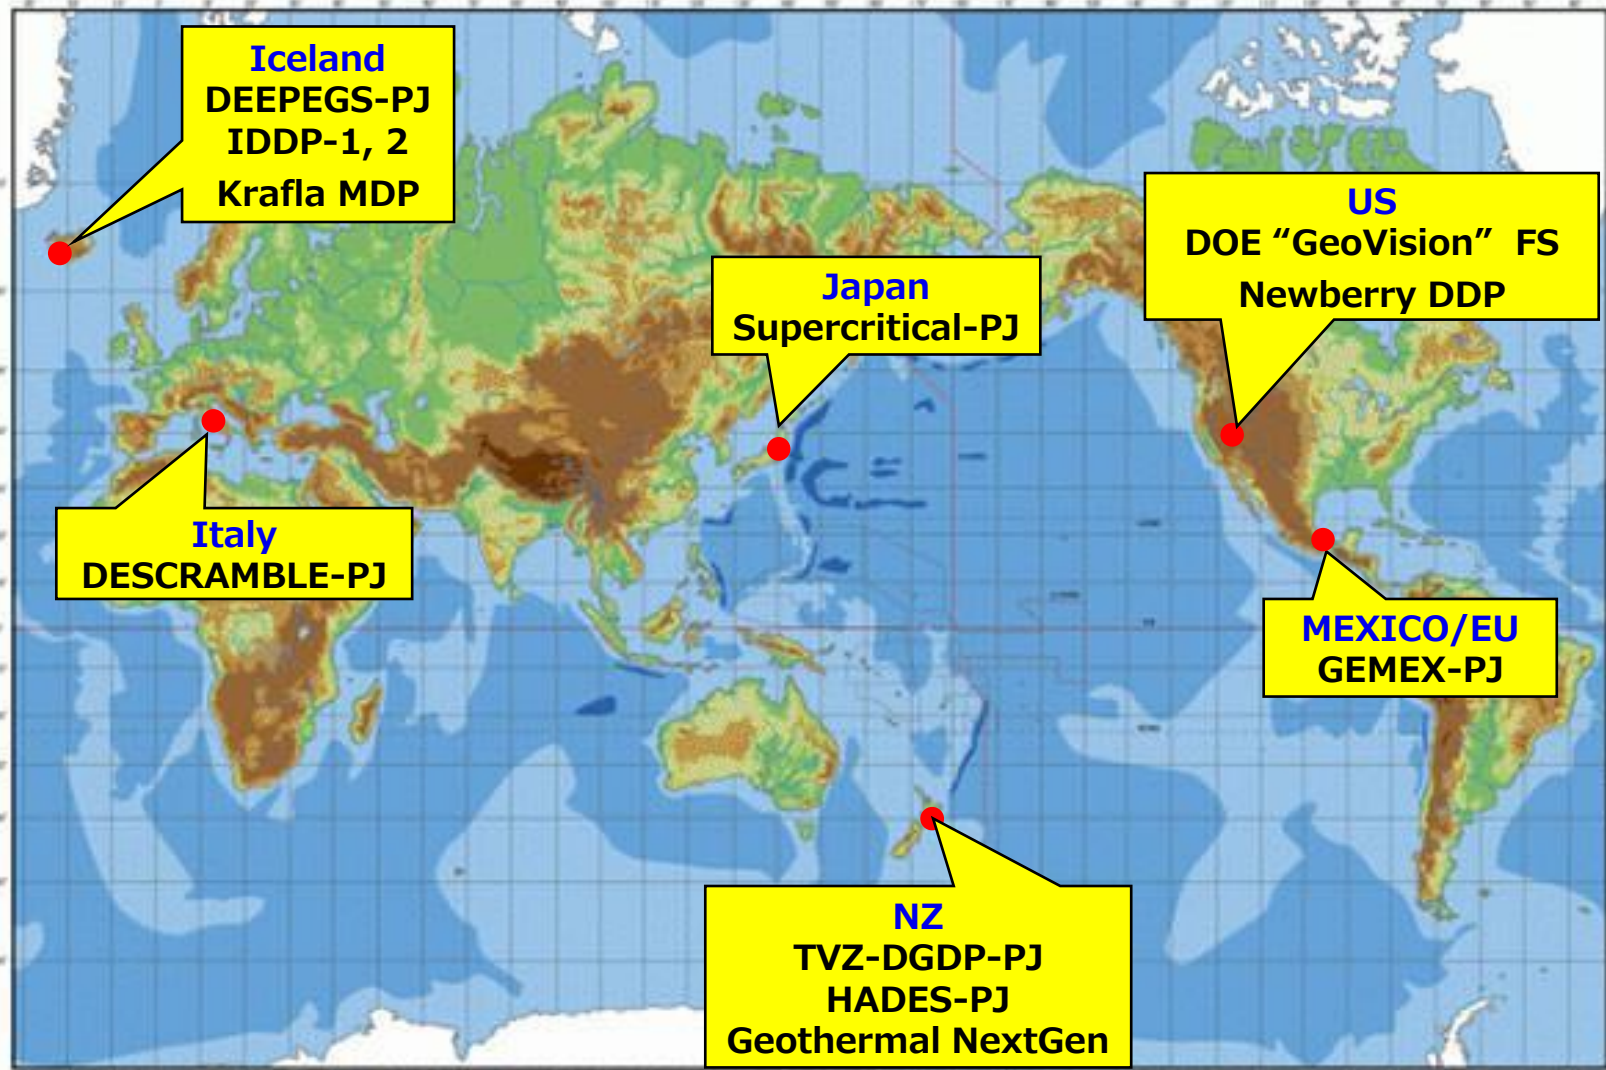 Iceland
DEEPEGS-PJ
IDDP-1, 2
Krafla MDP
US
DOE “GeoVision” FS
Newberry DDP
Japan
Supercritical-PJ
Italy
DESCRAMBLE-PJ
MEXICO/EU
GEMEX-PJ
NZ
TVZ-DGDP-PJ
HADES-PJ
Geothermal NextGen